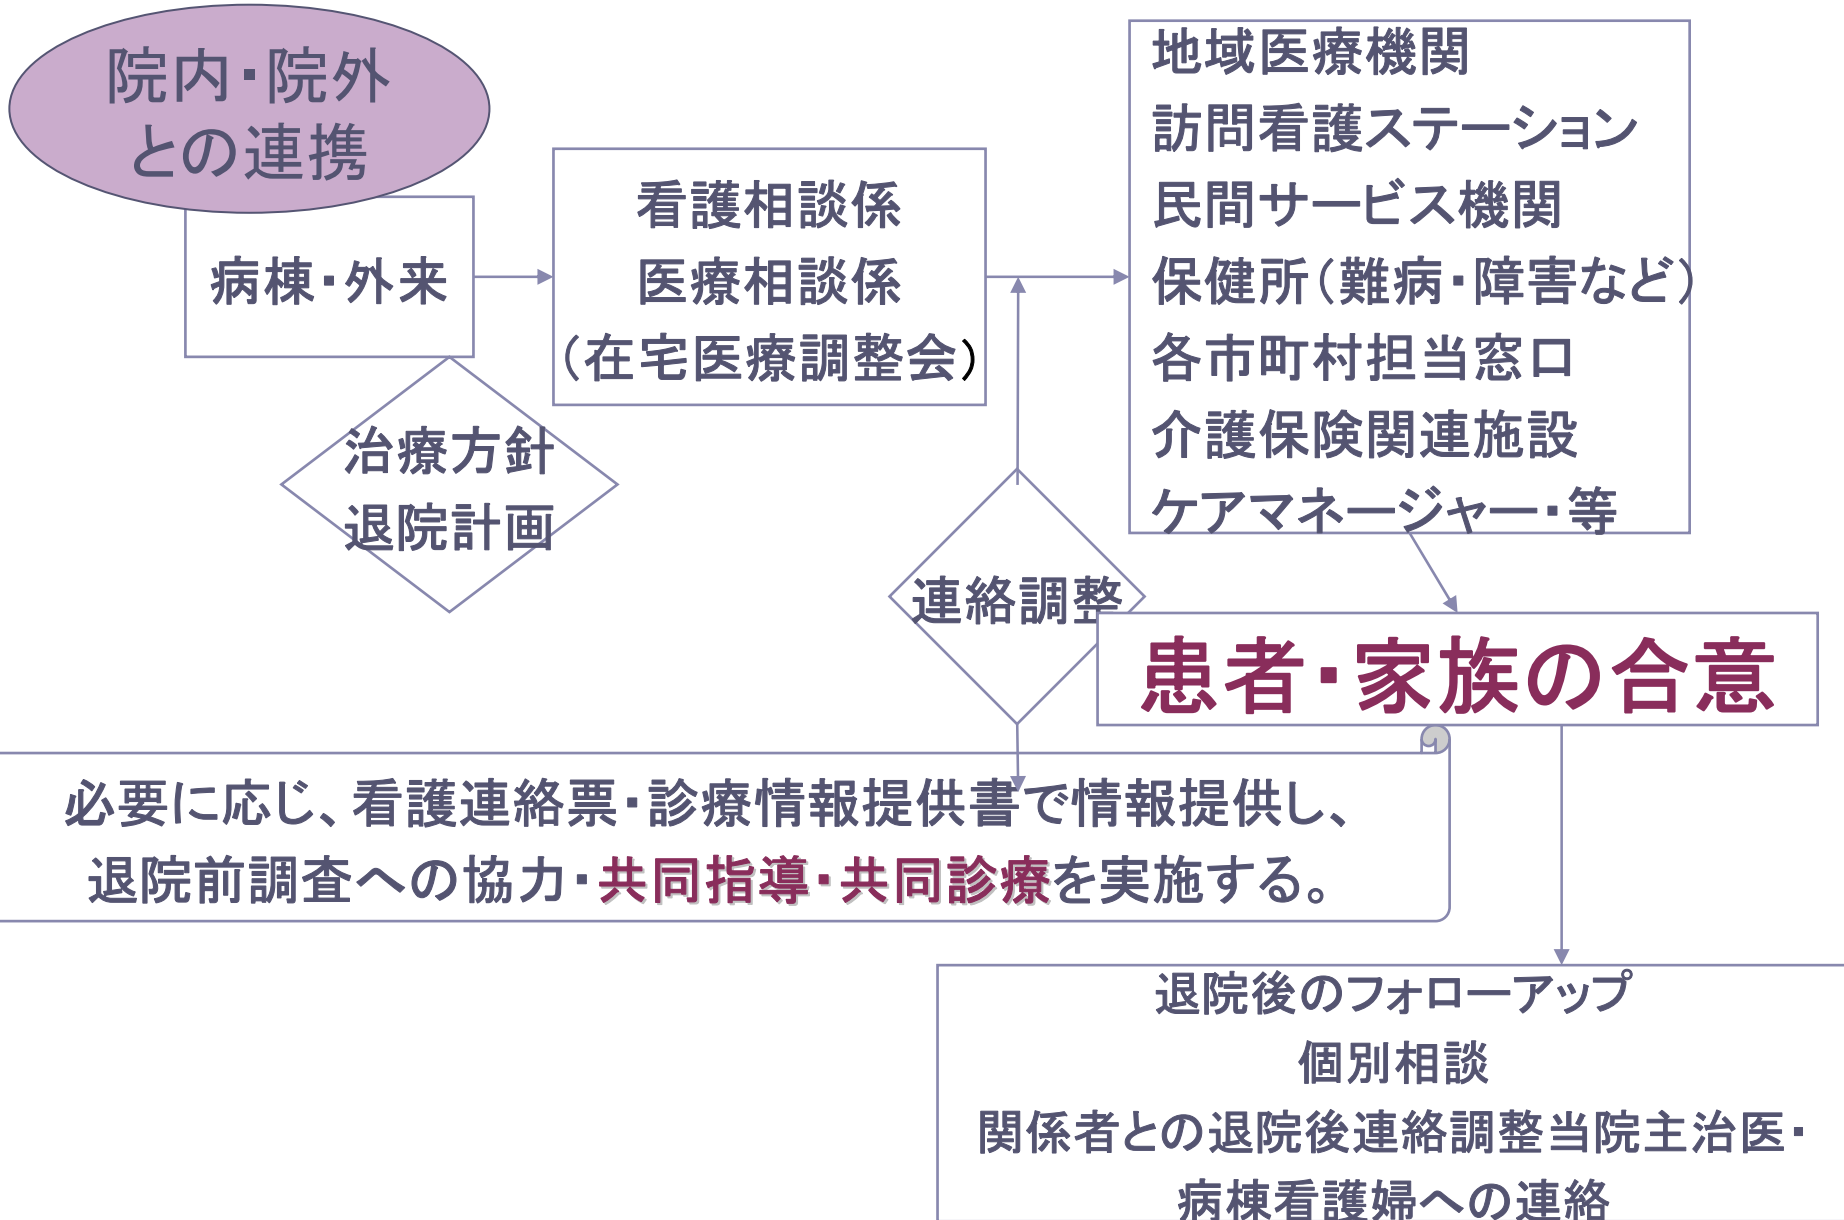 院内・院外
との連携
病棟・外来
看護相談係
医療相談係
（在宅医療調整会）
地域医療機関
訪問看護ステーション
民間サービス機関
保健所（難病・障害など）
各市町村担当窓口
介護保険関連施設
ケアマネージャー・等
治療方針
退院計画
連絡調整
患者・家族の合意
必要に応じ、看護連絡票・診療情報提供書で情報提供し、
退院前調査への協力・共同指導・共同診療を実施する。
退院後のフォローアップ
個別相談
関係者との退院後連絡調整当院主治医・
病棟看護婦への連絡